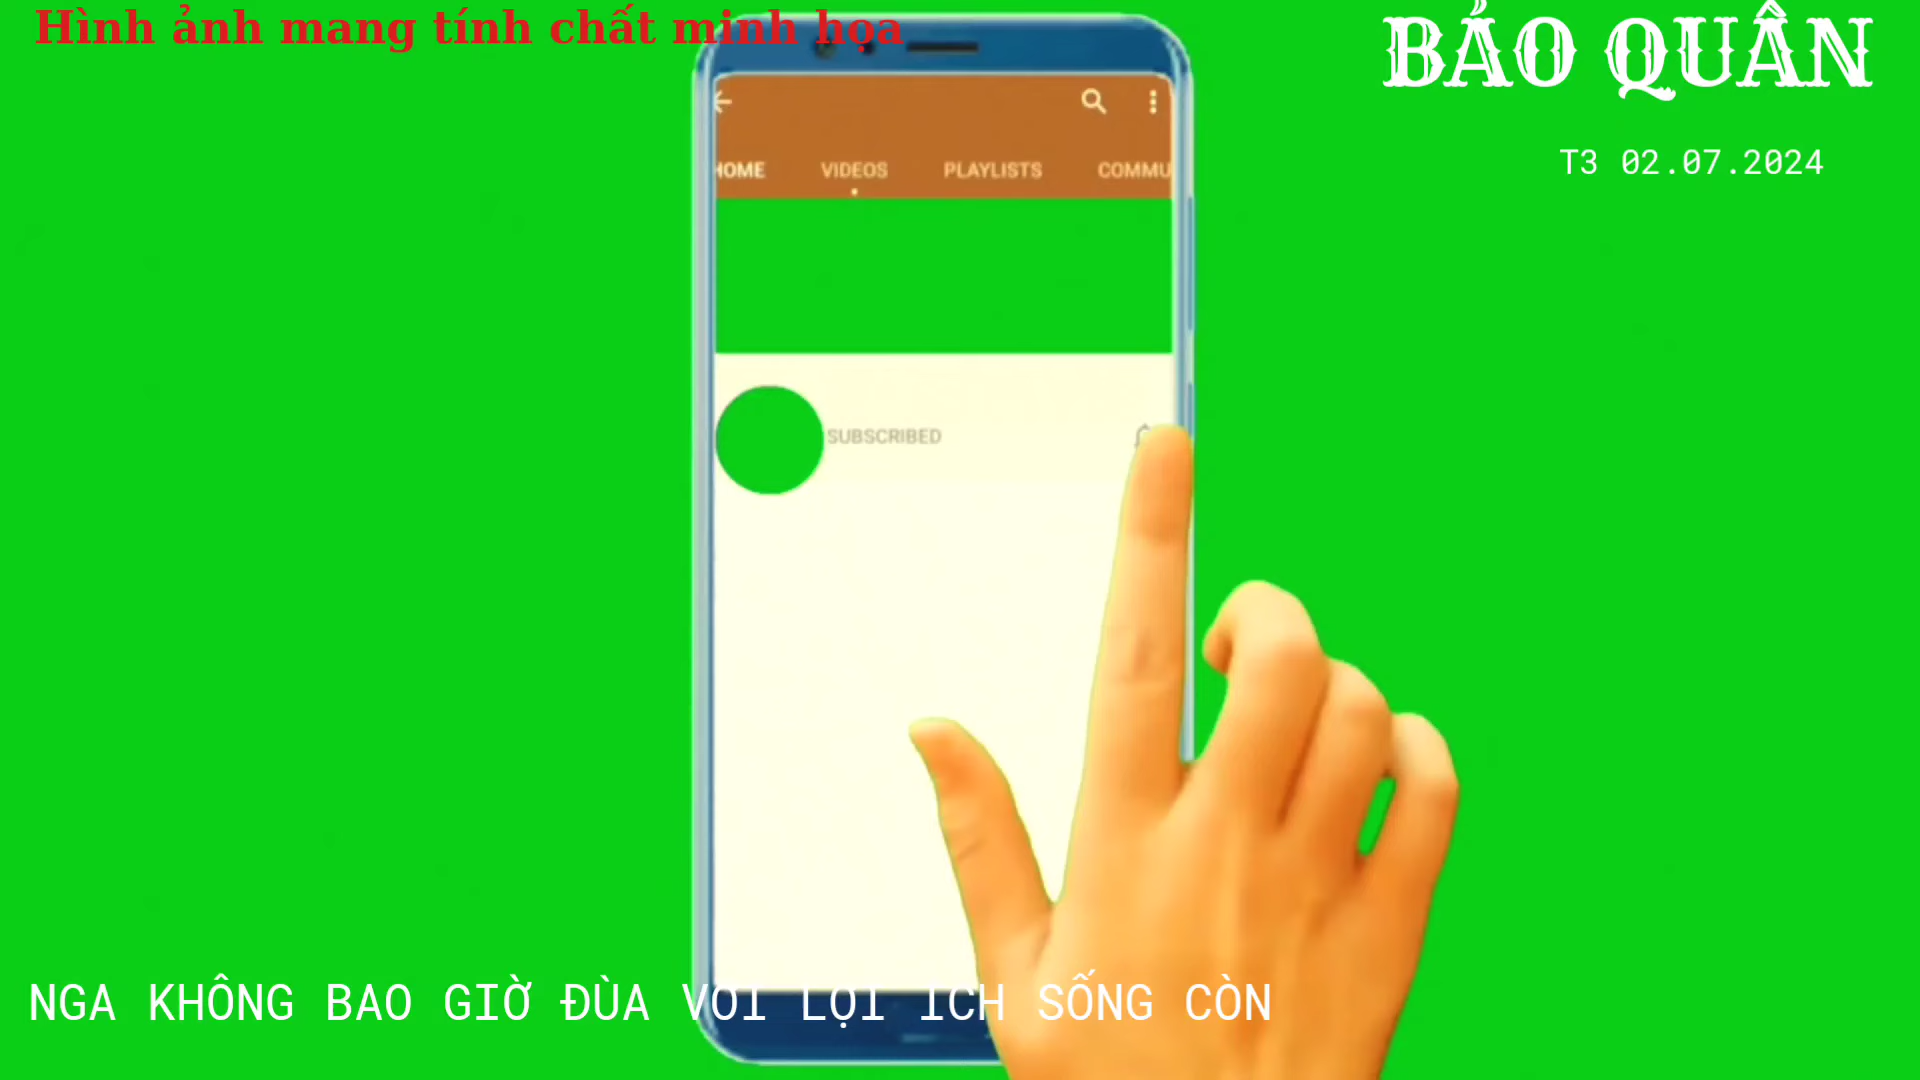 Hình ảnh mang tính chất minh họa
BẢO QUÂN
T3 02.07.2024
HOME VIDEOS PLAYLISTS COMMU
SUBSCRIBED
NGA KHÔNG BAO GIỜ ĐÙA VỚI LỢI ÍCH SỐNG CÒN